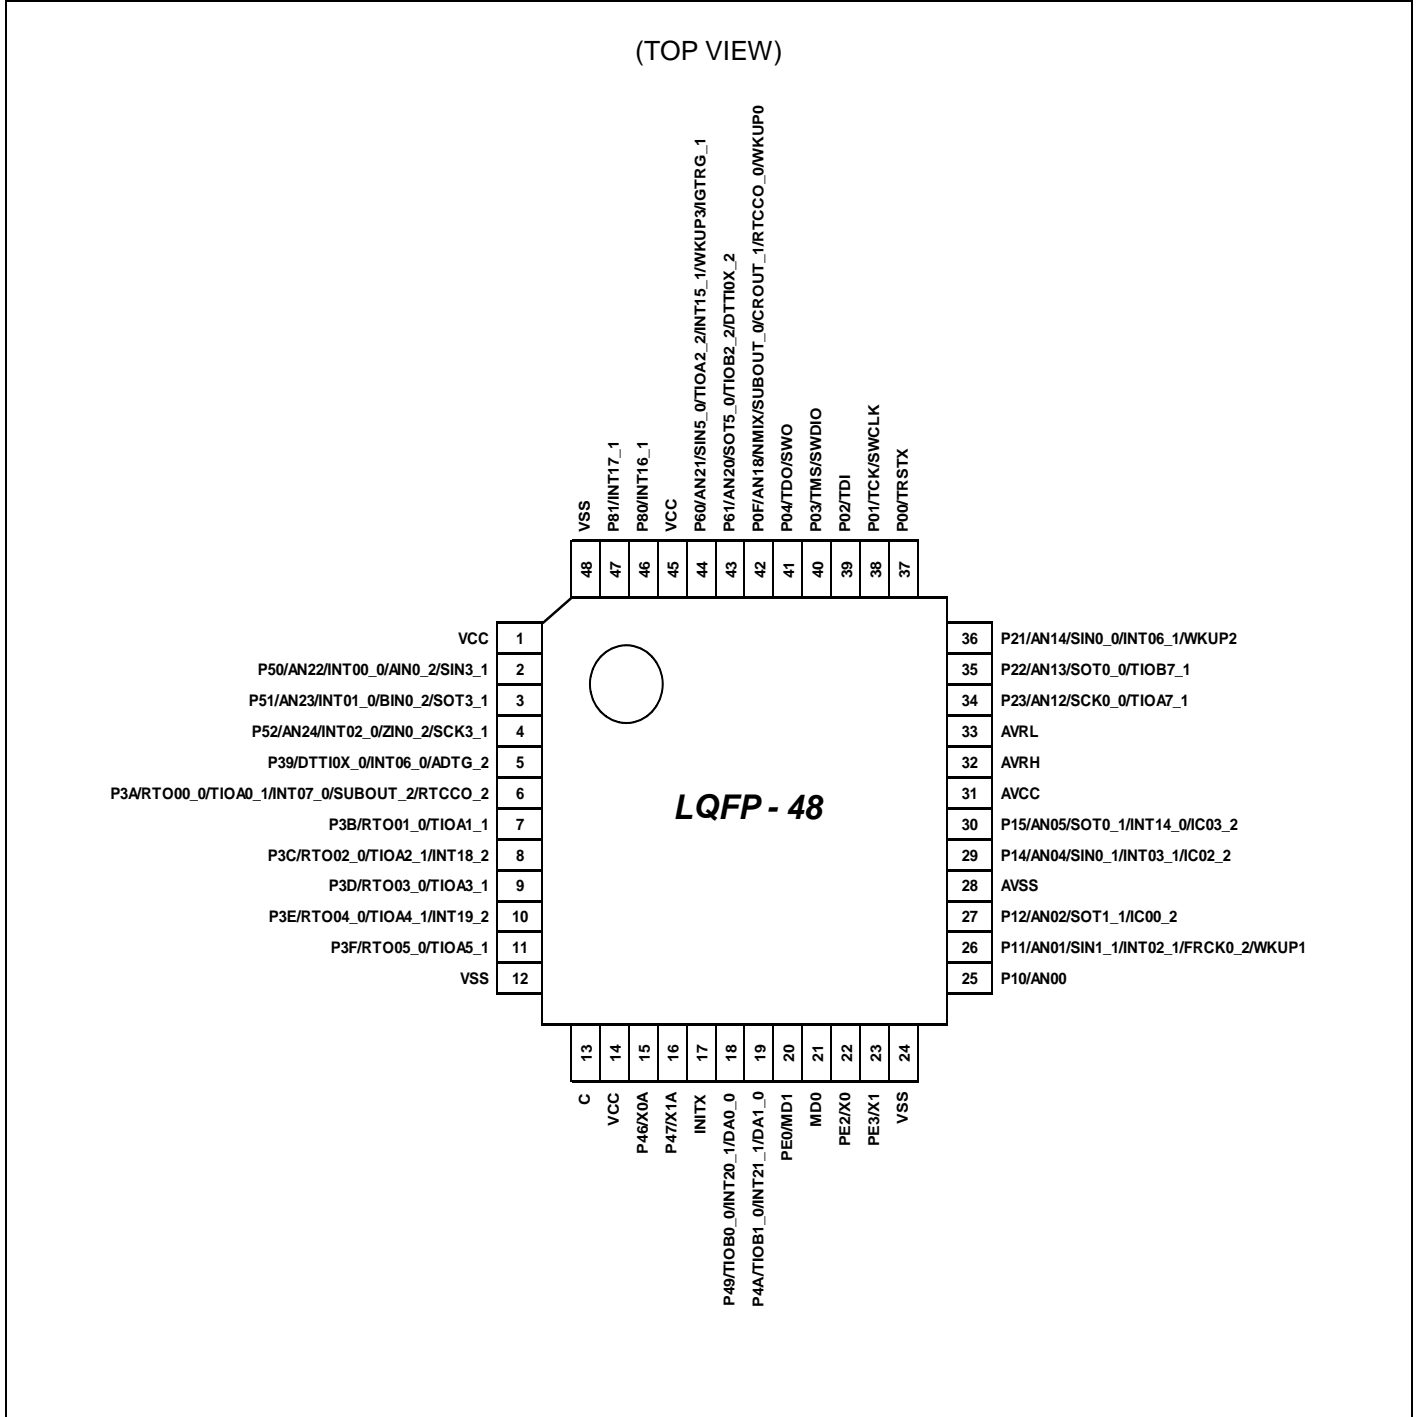 (TOP VIEW)
VSS
P81/INT17_1
P80/INT16_1
VCC
P60/AN21/SIN5_0/TIOA2_2/INT15_1/WKUP3/IGTRG_1
P61/AN20/SOT5_0/TIOB2_2/DTTI0X_2
P0F/AN18/NMIX/SUBOUT_0/CROUT_1/RTCCO_0/WKUP0
P04/TDO/SWO
P03/TMS/SWDIO
P02/TDI
P01/TCK/SWCLK
P00/TRSTX
48
47
46
45
44
43
42
41
40
39
38
37
VCC 1
P50/AN22/INT00_0/AIN0_2/SIN3_1 2
P51/AN23/INT01_0/BIN0_2/SOT3_1 3
P52/AN24/INT02_0/ZIN0_2/SCK3_1 4
P39/DTTI0X_0/INT06_0/ADTG_2 5
P3A/RTO00_0/TIOA0_1/INT07_0/SUBOUT_2/RTCCO_2 6
P3B/RTO01_0/TIOA1_1 7
P3C/RTO02_0/TIOA2_1/INT18_2 8
P3D/RTO03_0/TIOA3_1 9
P3E/RTO04_0/TIOA4_1/INT19_2 10
P3F/RTO05_0/TIOA5_1 11
VSS 12
LQFP - 48
36 P21/AN14/SIN0_0/INT06_1/WKUP2
35 P22/AN13/SOT0_0/TIOB7_1
34 P23/AN12/SCK0_0/TIOA7_1
33 AVRL
32 AVRH
31 AVCC
30 P15/AN05/SOT0_1/INT14_0/IC03_2
29 P14/AN04/SIN0_1/INT03_1/IC02_2
28 AVSS
27 P12/AN02/SOT1_1/IC00_2
26 P11/AN01/SIN1_1/INT02_1/FRCK0_2/WKUP1
25 P10/AN00
13
14
15
16
17
18
19
20
21
22
23
24
C
VCC
P46/X0A
P47/X1A
INITX
P49/TIOB0_0/INT20_1/DA0_0
P4A/TIOB1_0/INT21_1/DA1_0
PE0/MD1
MD0
PE2/X0
PE3/X1
VSS